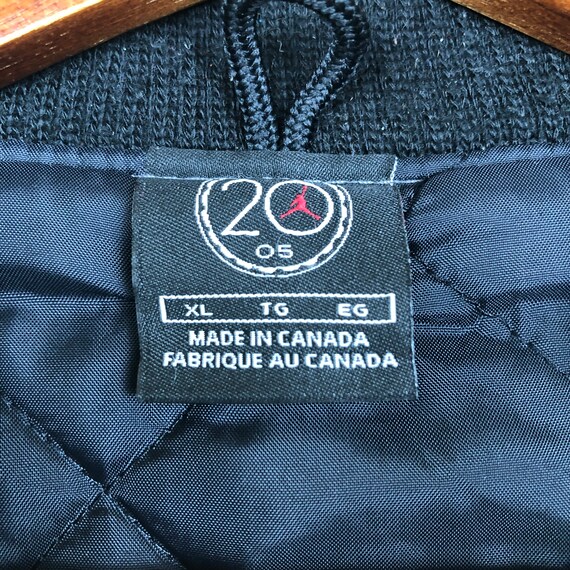 20
05
XL TG EG
MADE IN CANADA
FABRIQUE AU CANADA